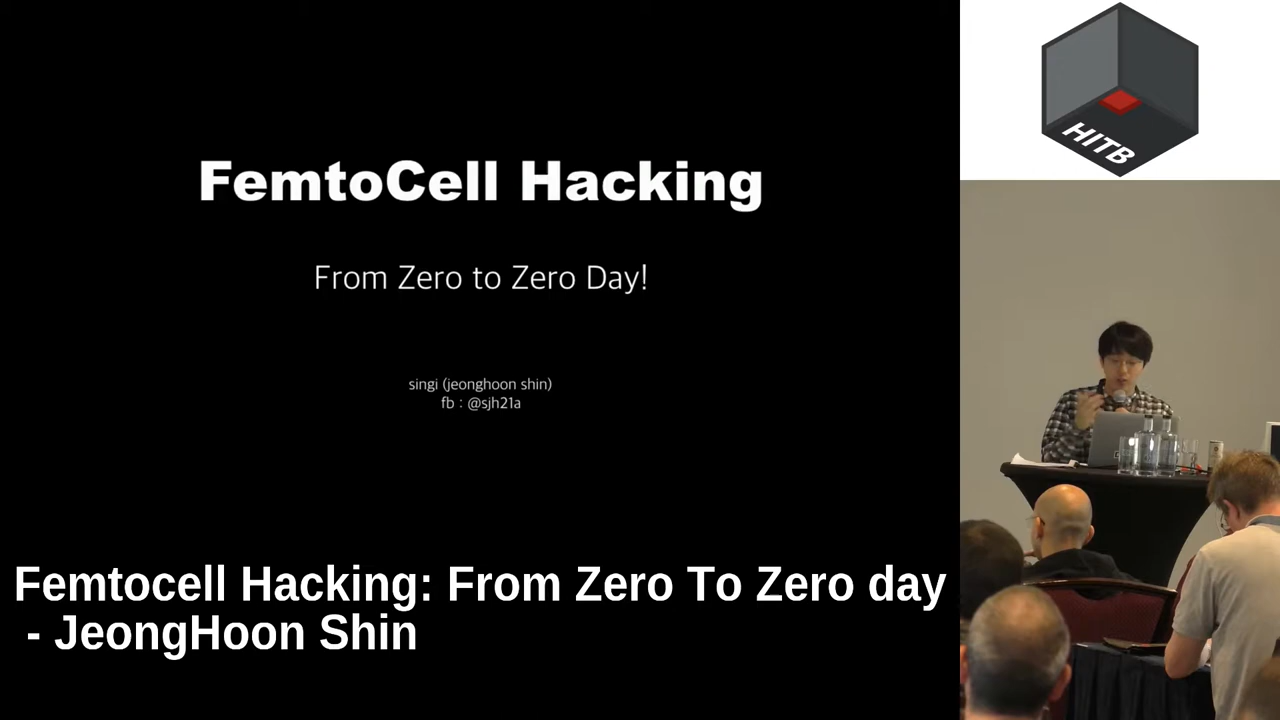 FemtoCell Hacking
From Zero to Zero Day!
singi (jeonghoon shin)
fb : @sjh21a
Femtocell Hacking: From Zero To Zero day
- JeongHoon Shin
HITB